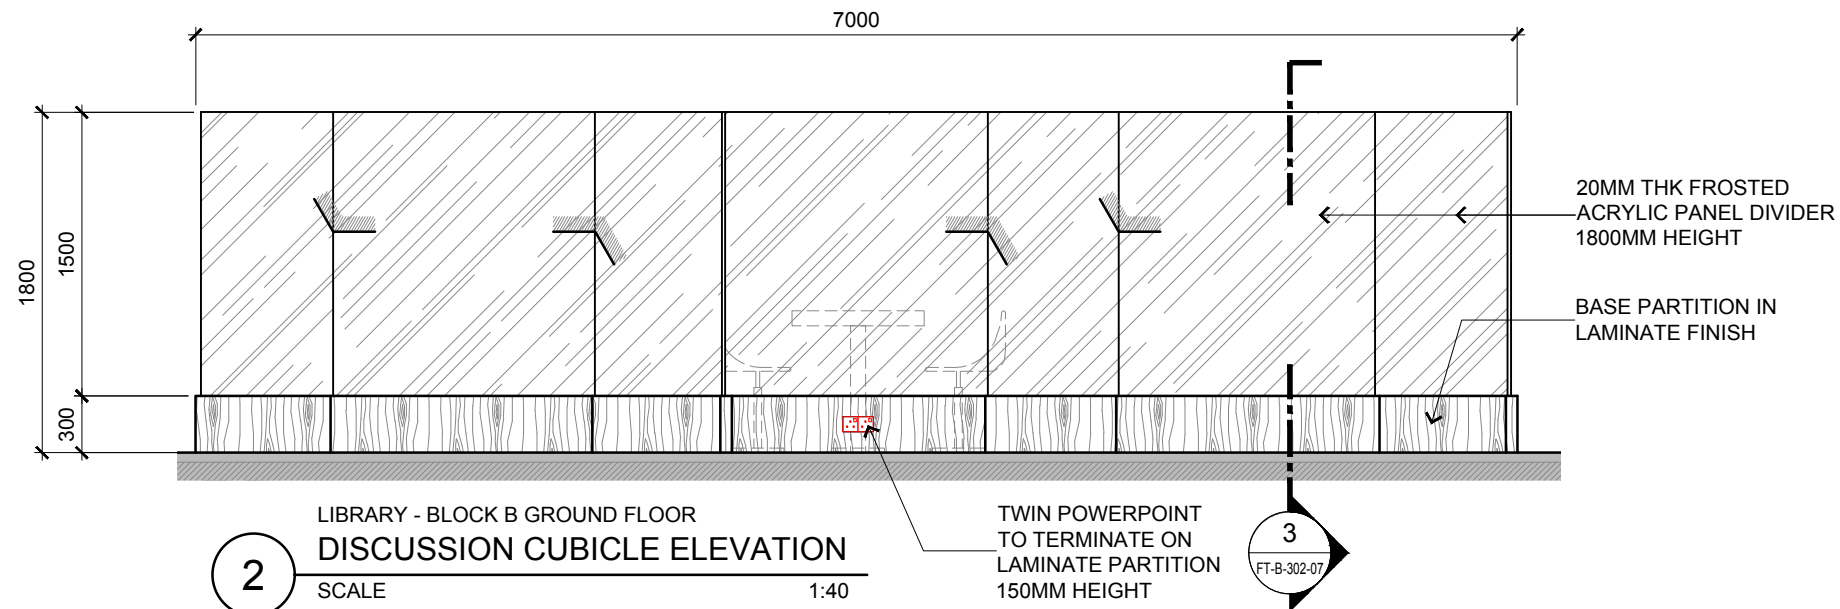 7000
1800
1500
300
20MM THK FROSTED
ACRYLIC PANEL DIVIDER
1800MM HEIGHT
BASE PARTITION IN
LAMINATE FINISH
TWIN POWERPOINT
TO TERMINATE ON
LAMINATE PARTITION
150MM HEIGHT
3
FT-B-302-07
2
LIBRARY - BLOCK B GROUND FLOOR
DISCUSSION CUBICLE ELEVATION
SCALE 1:40